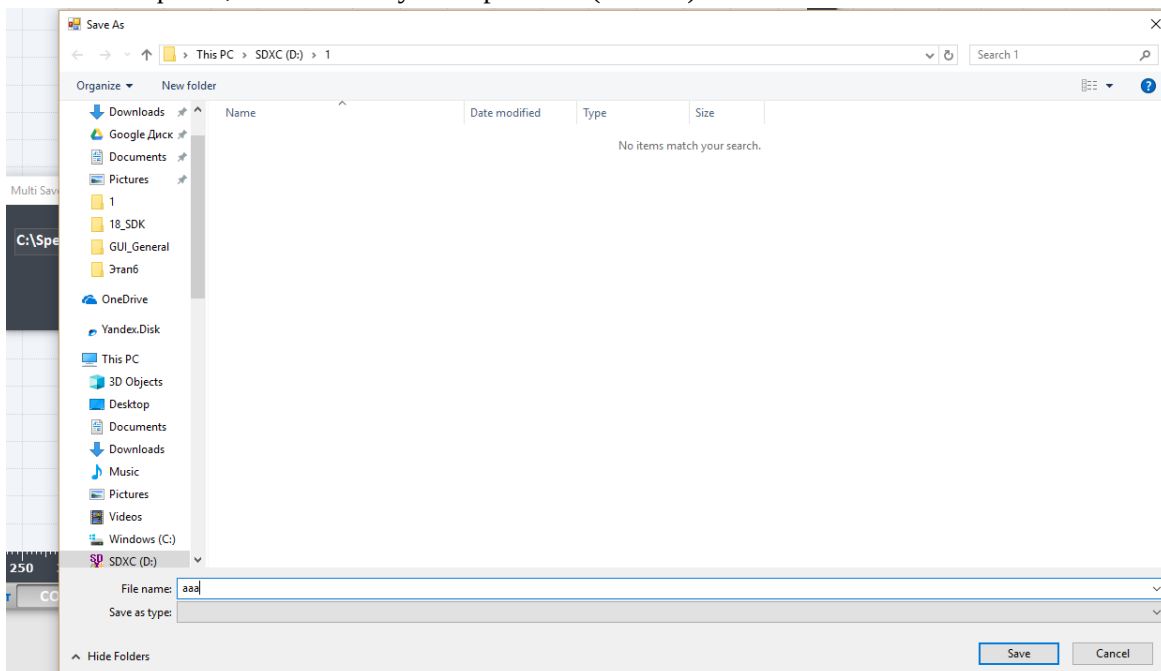 Save As
This PC > SDXC (D:) > 1
Search 1
Organize
New folder
Downloads
Name
Date modified
Type
Size
Google Диск
No items match your search.
Documents
Pictures
Multi Save
1
18_SDK
C:\Spe
GUI_General
Этап6
OneDrive
Yandex.Disk
This PC
3D Objects
Desktop
Documents
Downloads
Music
Pictures
Videos
Windows (C:)
SDXC (D:)
250
File name: aaa
CO
Save as type:
Hide Folders
Save
Cancel